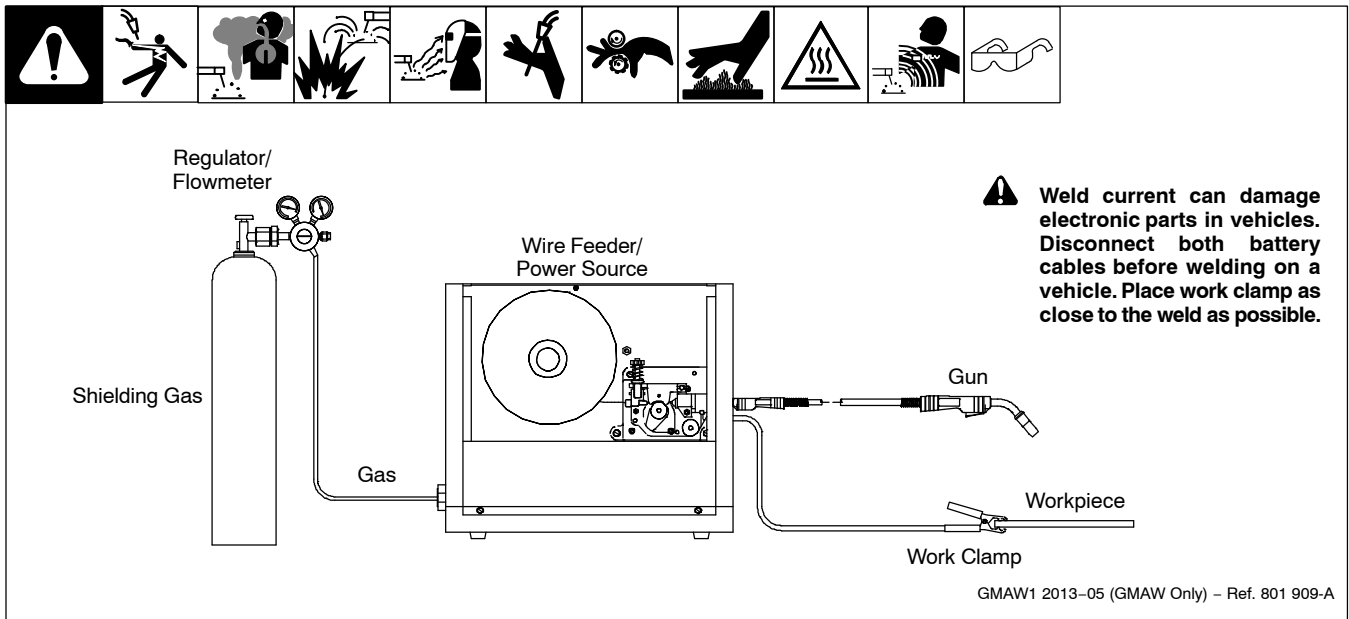 Regulator/
Flowmeter
Weld current can damage
electronic parts in vehicles.
Disconnect both battery
cables before welding on a
vehicle. Place work clamp as
close to the weld as possible.
Wire Feeder/
Power Source
Shielding Gas
Gun
Gas
Workpiece
Work Clamp
GMAW1 2013−05 (GMAW Only) − Ref. 801 909-A